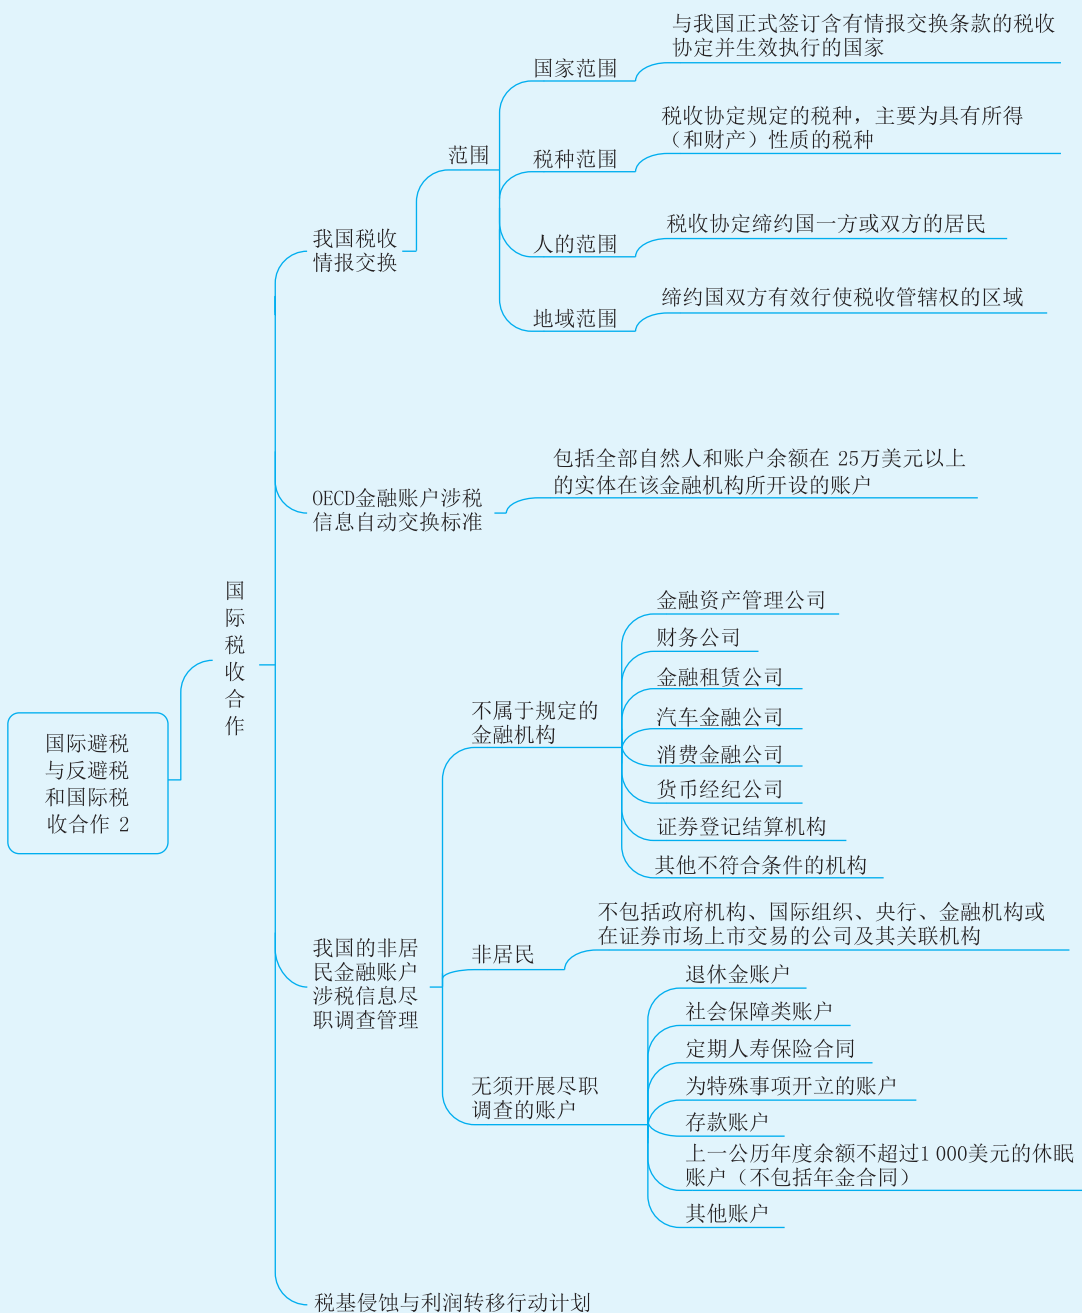 国际避税
与反避税
和国际税
收合作 2
国
际
税
收
合
作
我国税收
情报交换
范围
国家范围
与我国正式签订含有情报交换条款的税收
协定并生效执行的国家
税种范围
税收协定规定的税种，主要为具有所得
（和财产）性质的税种
人的范围
税收协定缔约国一方或双方的居民
地域范围
缔约国双方有效行使税收管辖权的区域
OECD金融账户涉税
信息自动交换标准
包括全部自然人和账户余额在 25万美元以上
的实体在该金融机构所开设的账户
我国的非居
民金融账户
涉税信息尽
职调查管理
不属于规定的
金融机构
金融资产管理公司
财务公司
金融租赁公司
汽车金融公司
消费金融公司
货币经纪公司
证券登记结算机构
其他不符合条件的机构
非居民
不包括政府机构、国际组织、央行、金融机构或
在证券市场上市交易的公司及其关联机构
无须开展尽职
调查的账户
退休金账户
社会保障类账户
定期人寿保险合同
为特殊事项开立的账户
存款账户
上一公历年度余额不超过1 000美元的休眠
账户（不包括年金合同）
其他账户
税基侵蚀与利润转移行动计划